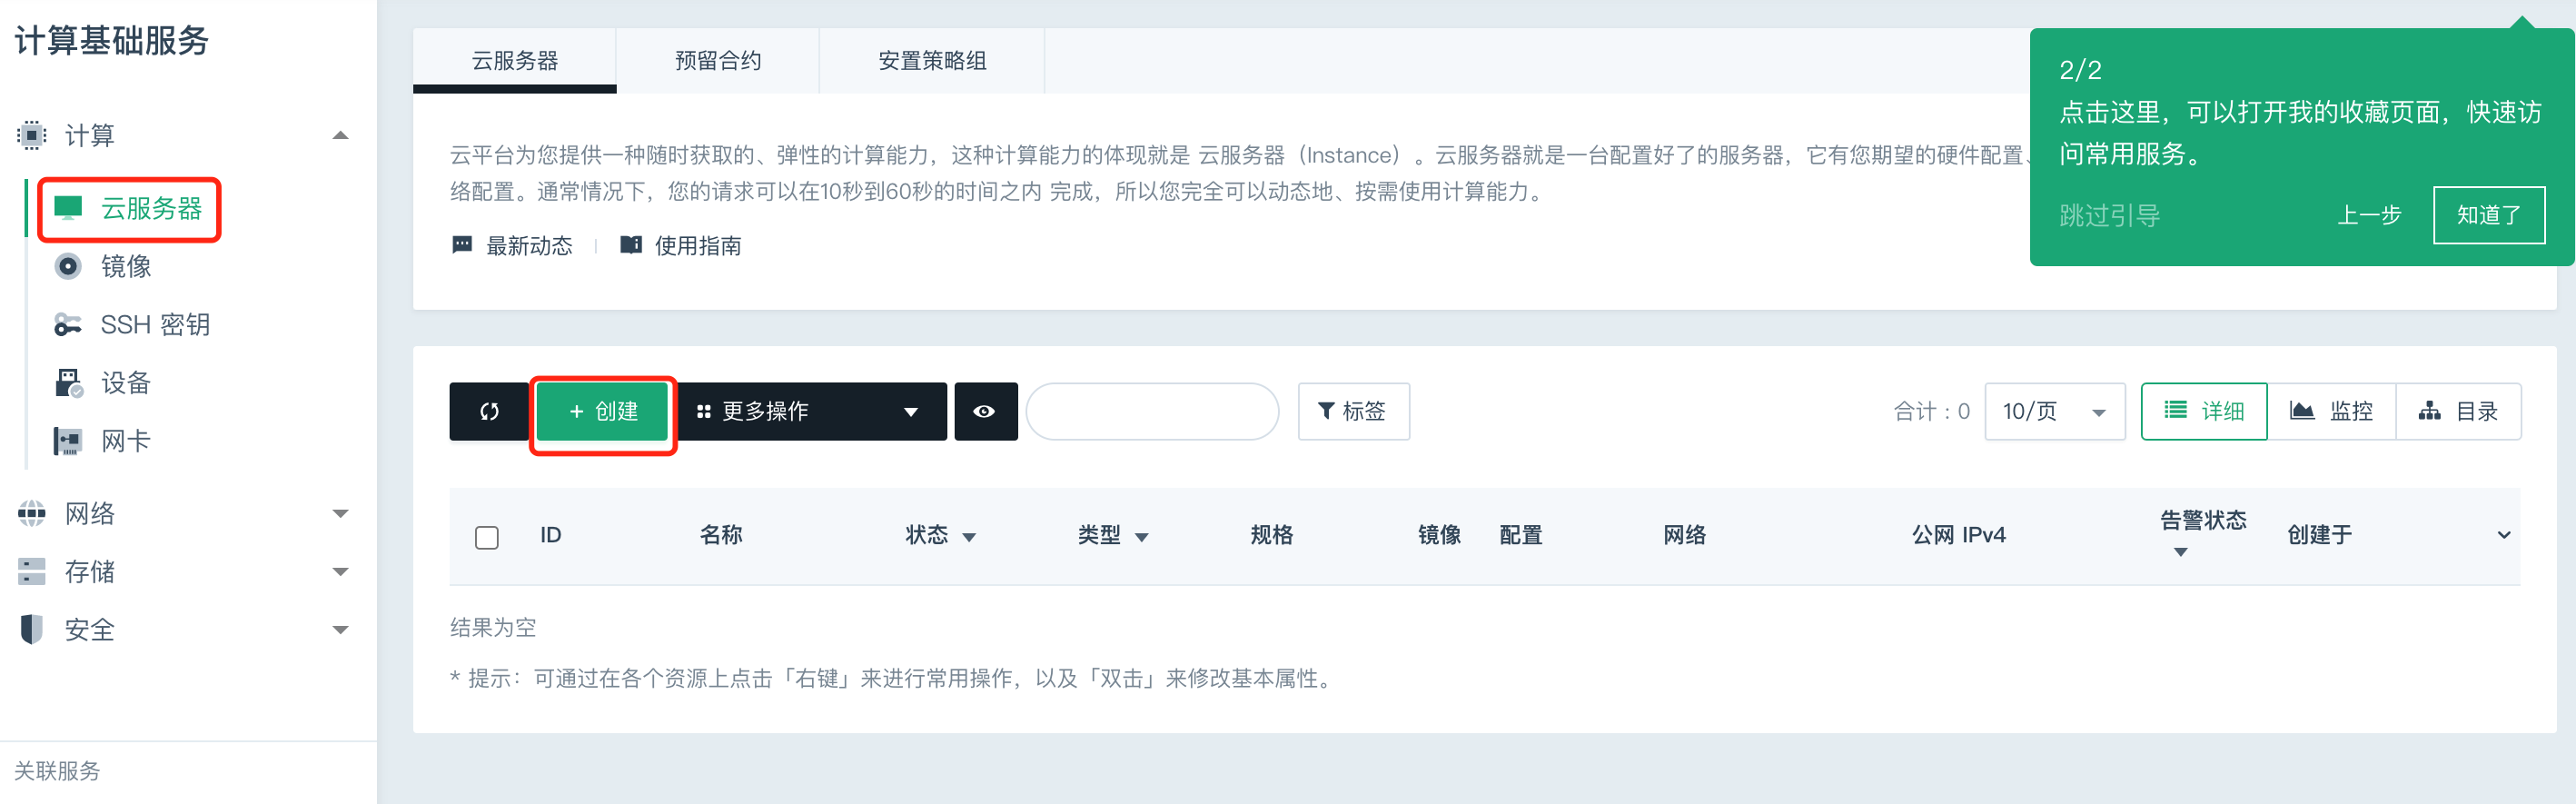 计算基础服务
计算
云服务器
镜像
SSH 密钥
设备
网卡
网络
存储
安全
关联服务
云服务器
预留合约
安置策略组
云平台为您提供一种随时获取的、弹性的计算能力，这种计算能力的体现就是 云服务器（Instance）。云服务器就是一台配置好了的服务器，它有您期望的硬件配置、
络配置。通常情况下，您的请求可以在10秒到60秒的时间之内 完成，所以您完全可以动态地、按需使用计算能力。
最新动态
使用指南
2/2
点击这里，可以打开我的收藏页面，快速访
问常用服务。
跳过引导
上一步
知道了
+ 创建
更多操作
标签
合计：0
10/页
详细
监控
目录
ID
名称
状态
类型
规格
镜像
配置
网络
公网 IPv4
告警状态
创建于
结果为空
* 提示：可通过在各个资源上点击「右键」来进行常用操作，以及「双击」来修改基本属性。